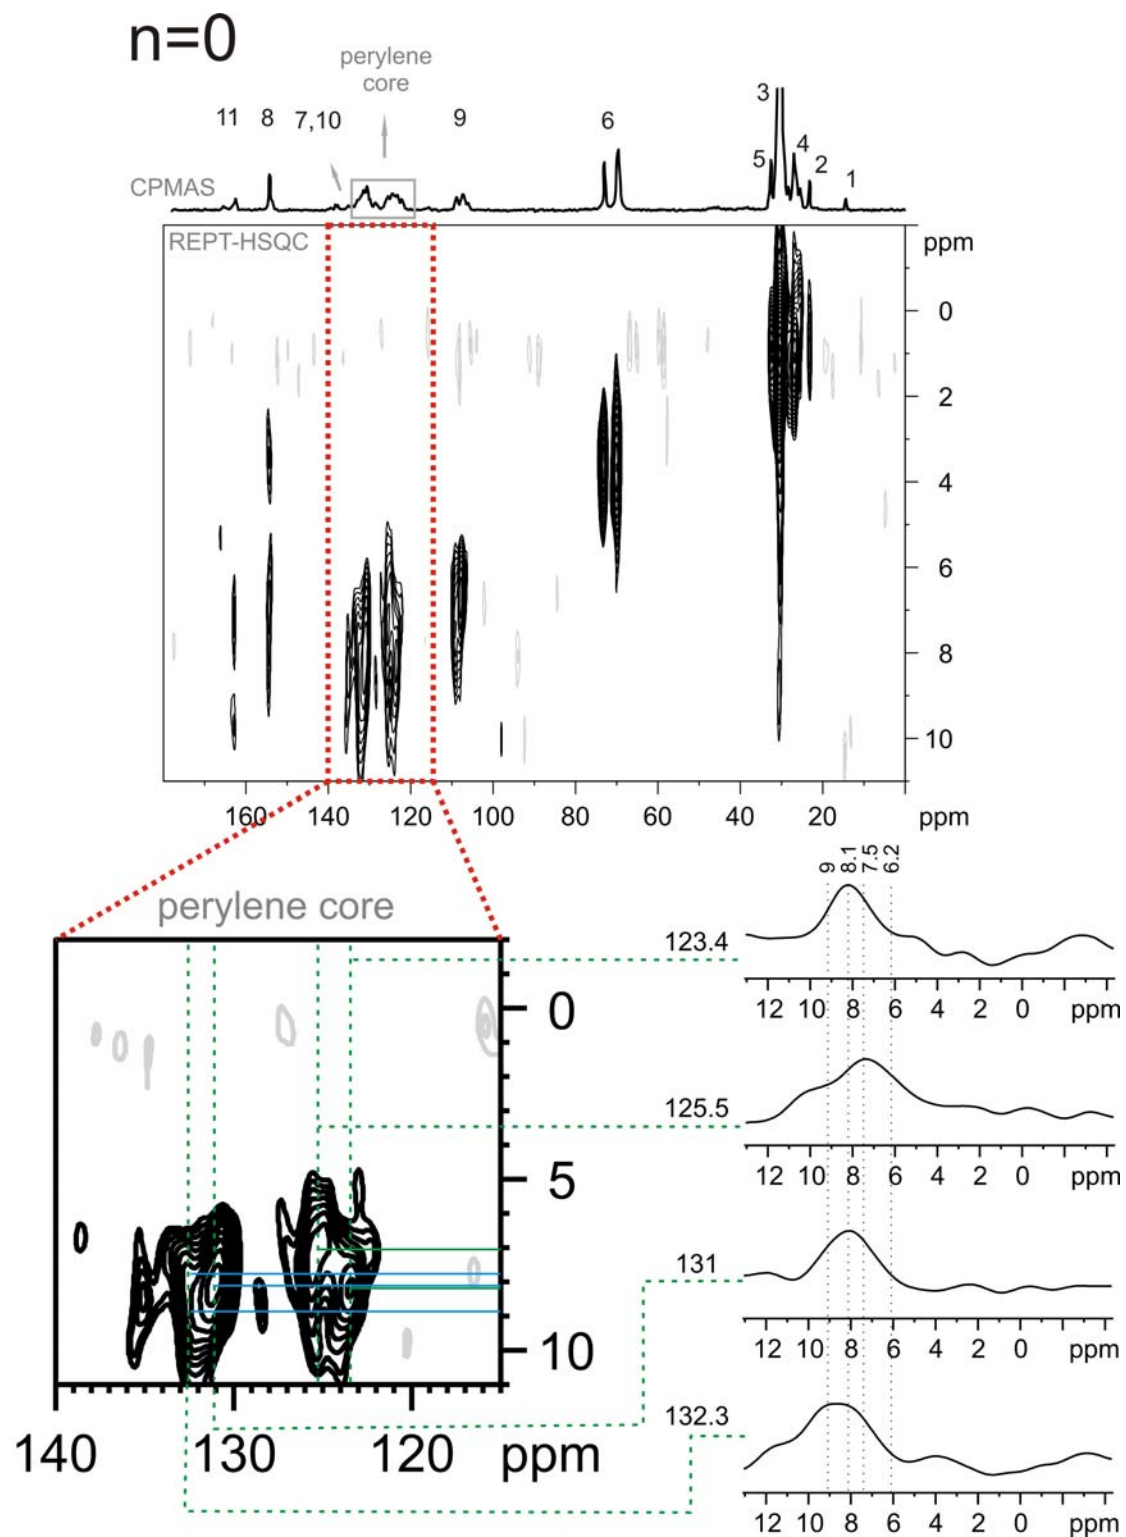 n=0
perylene
core
11 8 7,10 9 6 3
5 4 2 1
CPMAS
REPT-HSQC
ppm
0
2
4
6
8
10
160 140 120 100 80 60 40 20 ppm
perylene core
0
5
10
140 130 120 ppm
9 8.1 7.5 6.2
123.4
12 10 8 6 4 2 0 ppm
125.5
12 10 8 6 4 2 0 ppm
131
12 10 8 6 4 2 0 ppm
132.3
12 10 8 6 4 2 0 ppm